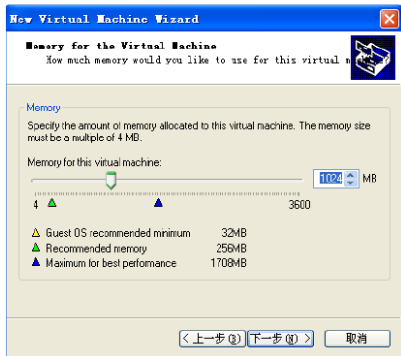 New Virtual Machine Wizard
Memory for the Virtual Machine
How much memory would you like to use for this virtual
Memory
Specify the amount of memory allocated to this virtual machine. The memory size
must be a multiple of 4 MB.
Memory for this virtual machine:
1024 MB
4 3600
Guest OS recommended minimum 32MB
Recommended memory 256MB
Maximum for best performance 1708MB
< 上一步(B) 下一步(N) > 取消